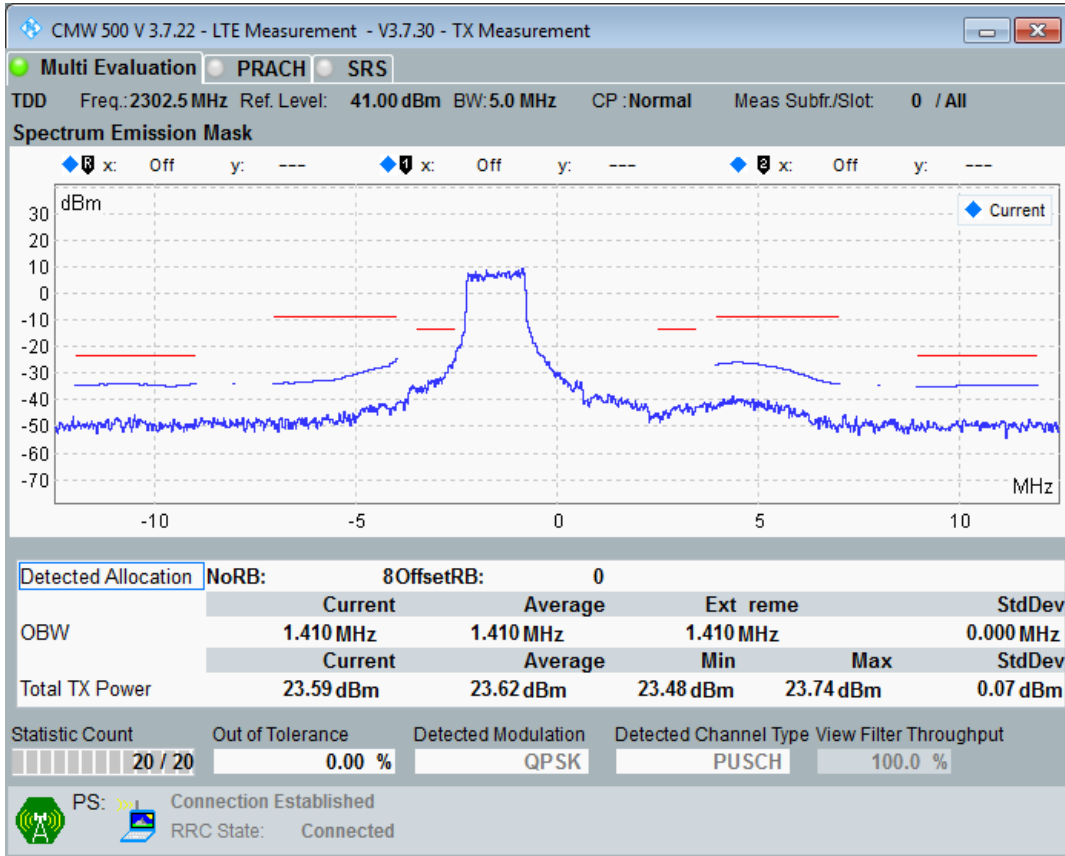 CMW 500 V 3.7.22 - LTE Measurement - V3.7.30 - TX Measurement
Multi Evaluation PRACH SRS
TDD Freq.: 2302.5 MHz Ref. Level: 41.00 dBm BW: 5.0 MHz CP : Normal Meas Subfr./Slot: 0 / All
Spectrum Emission Mask
R x: Off y: --- 1 x: Off y: --- 2 x: Off y: ---
dBm
Current
30
20
10
0
-10
-20
-30
-40
-50
-60
-70
MHz
-10 -5 0 5 10
Detected Allocation NoRB: 8 OffsetRB: 0
Current Average Ext reme StdDev
OBW 1.410 MHz 1.410 MHz 1.410 MHz 0.000 MHz
Current Average Min Max StdDev
Total TX Power 23.59 dBm 23.62 dBm 23.48 dBm 23.74 dBm 0.07 dBm
Statistic Count Out of Tolerance Detected Modulation Detected Channel Type View Filter Throughput
20 / 20 0.00 % QPSK PUSCH 100.0 %
PS: Connection Established
RRC State: Connected